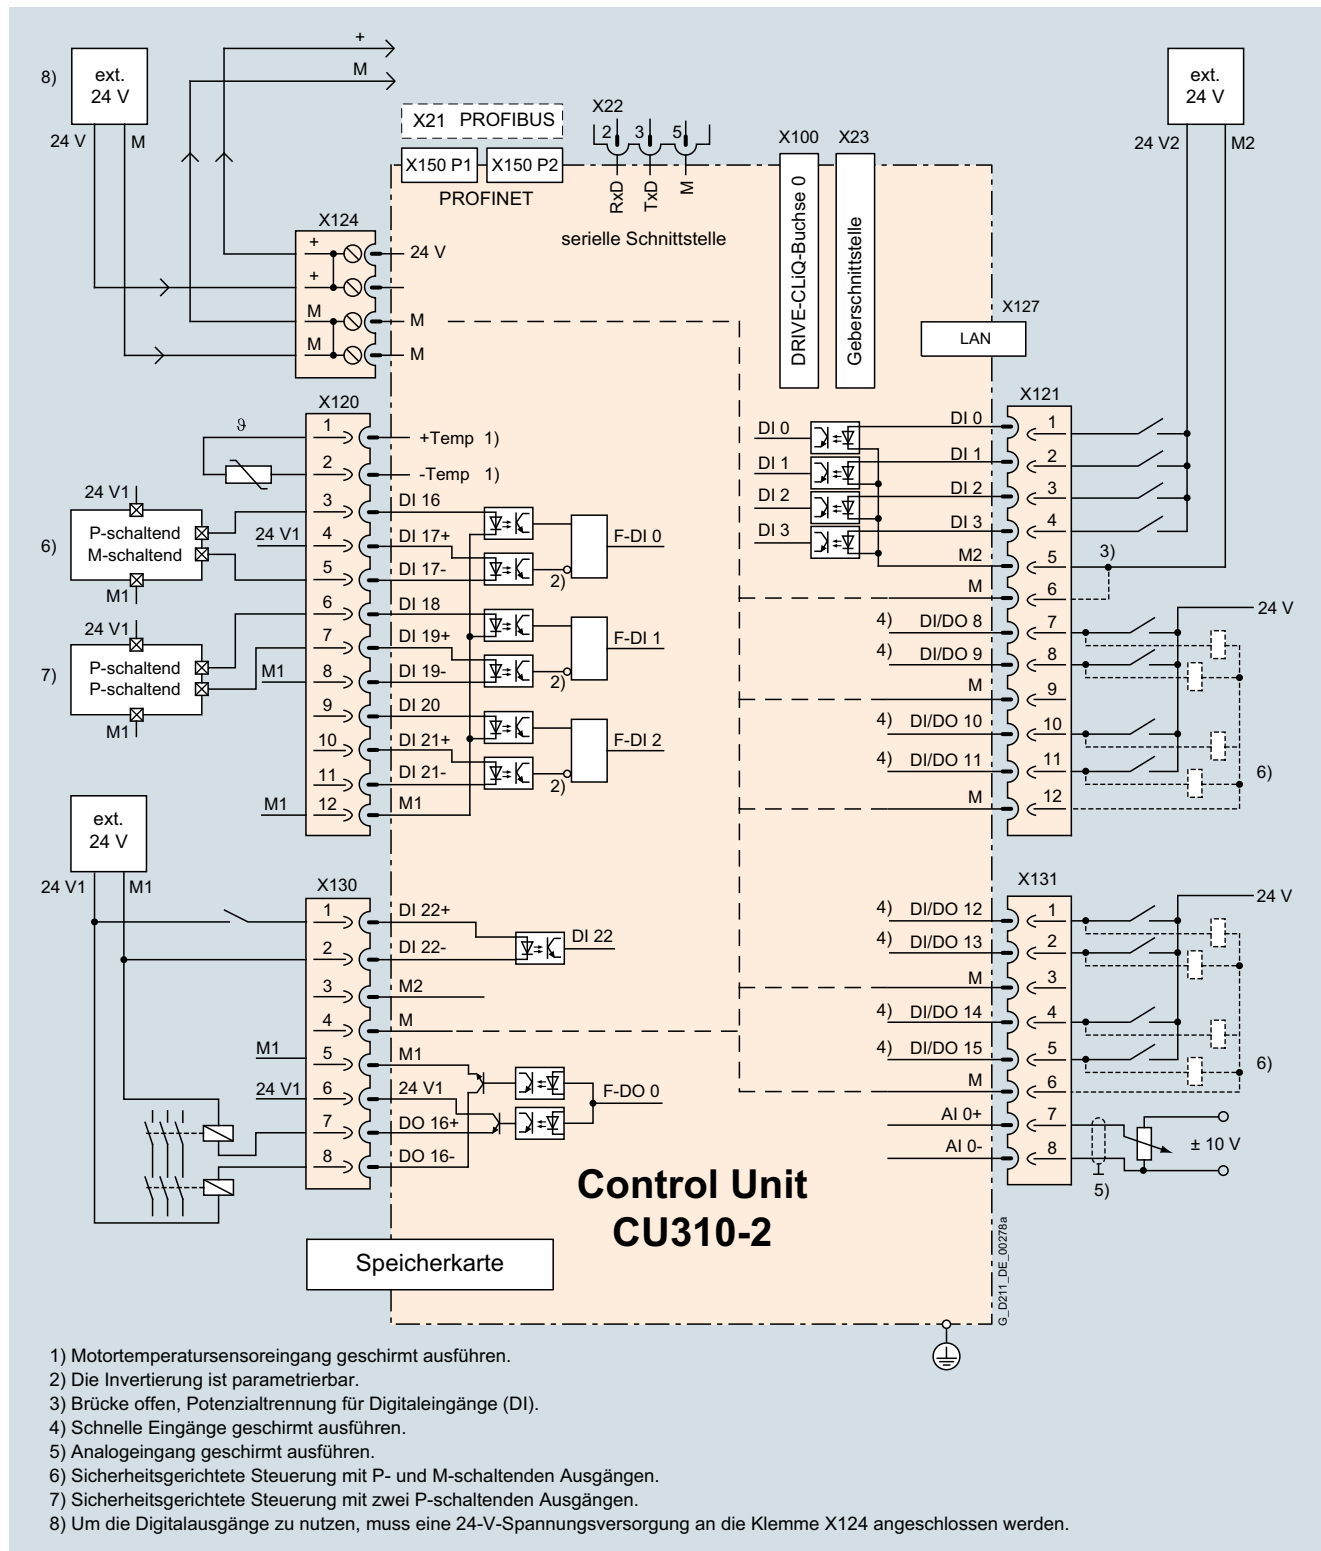 +
M
8)
ext.
24 V
24 V
M
X21 PROFIBUS
X150 P1
X150 P2
PROFINET
X22
2
3
5
RxD
TxD
M
serielle Schnittstelle
X100
DRIVE-CLiQ-Buchse 0
X23
Geberschnittstelle
ext.
24 V
24 V2
M2
X127
LAN
X124
+
24 V
+
M
M
M
M
X120
ϑ
1
+Temp 1)
2
-Temp 1)
3
DI 16
24 V1
4
DI 17+
5
DI 17-
6
DI 18
7
DI 19+
M1
8
DI 19-
9
DI 20
10
DI 21+
11
DI 21-
M1
12
M1
F-DI 0
2)
F-DI 1
2)
F-DI 2
2)
6)
24 V1
P-schaltend
M-schaltend
M1
7)
24 V1
P-schaltend
P-schaltend
M1
ext.
24 V
24 V1
M1
X130
1
DI 22+
2
DI 22-
DI 22
3
M2
4
M
M1
5
M1
24 V1
6
24 V1
7
DO 16+
8
DO 16-
F-DO 0
X121
DI 0
DI 0
1
DI 1
DI 1
2
DI 2
DI 2
3
DI 3
DI 3
4
M2
5
3)
M
6
24 V
4) DI/DO 8
7
4) DI/DO 9
8
M
9
4) DI/DO 10
10
4) DI/DO 11
11
6)
M
12
X131
24 V
4) DI/DO 12
1
4) DI/DO 13
2
M
3
4) DI/DO 14
4
4) DI/DO 15
5
6)
M
6
AI 0+
7
AI 0-
8
5)
± 10 V
Control Unit
CU310-2
Speicherkarte
G_D211_DE_00278a
1) Motortemperatursensoreingang geschirmt ausführen.
2) Die Invertierung ist parametrierbar.
3) Brücke offen, Potenzialtrennung für Digitaleingänge (DI).
4) Schnelle Eingänge geschirmt ausführen.
5) Analogeingang geschirmt ausführen.
6) Sicherheitsgerichtete Steuerung mit P- und M-schaltenden Ausgängen.
7) Sicherheitsgerichtete Steuerung mit zwei P-schaltenden Ausgängen.
8) Um die Digitalausgänge zu nutzen, muss eine 24-V-Spannungsversorgung an die Klemme X124 angeschlossen werden.